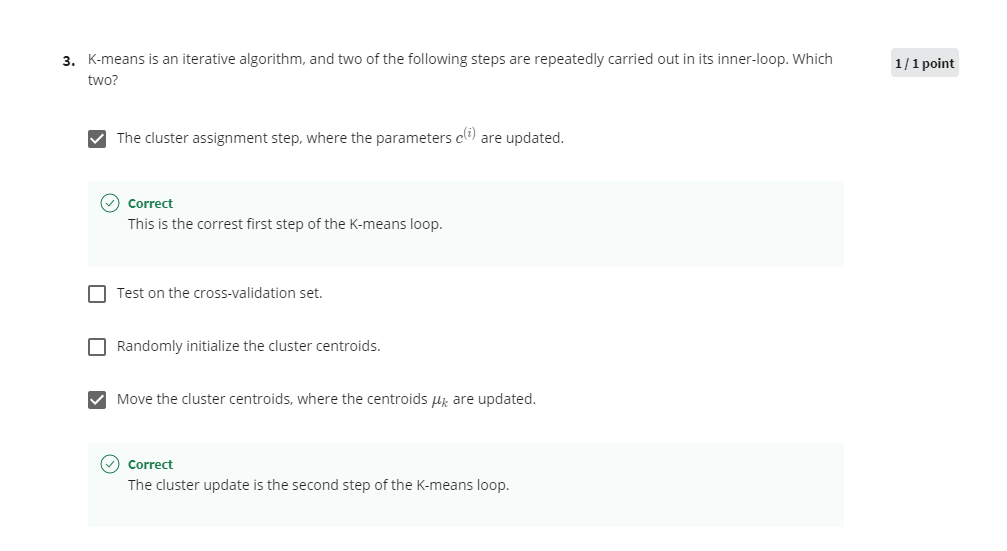 3. K-means is an iterative algorithm, and two of the following steps are repeatedly carried out in its inner-loop. Which
two?
1 / 1 point
The cluster assignment step, where the parameters c⁽ⁱ⁾ are updated.
Correct
This is the correst first step of the K-means loop.
Test on the cross-validation set.
Randomly initialize the cluster centroids.
Move the cluster centroids, where the centroids μₖ are updated.
Correct
The cluster update is the second step of the K-means loop.